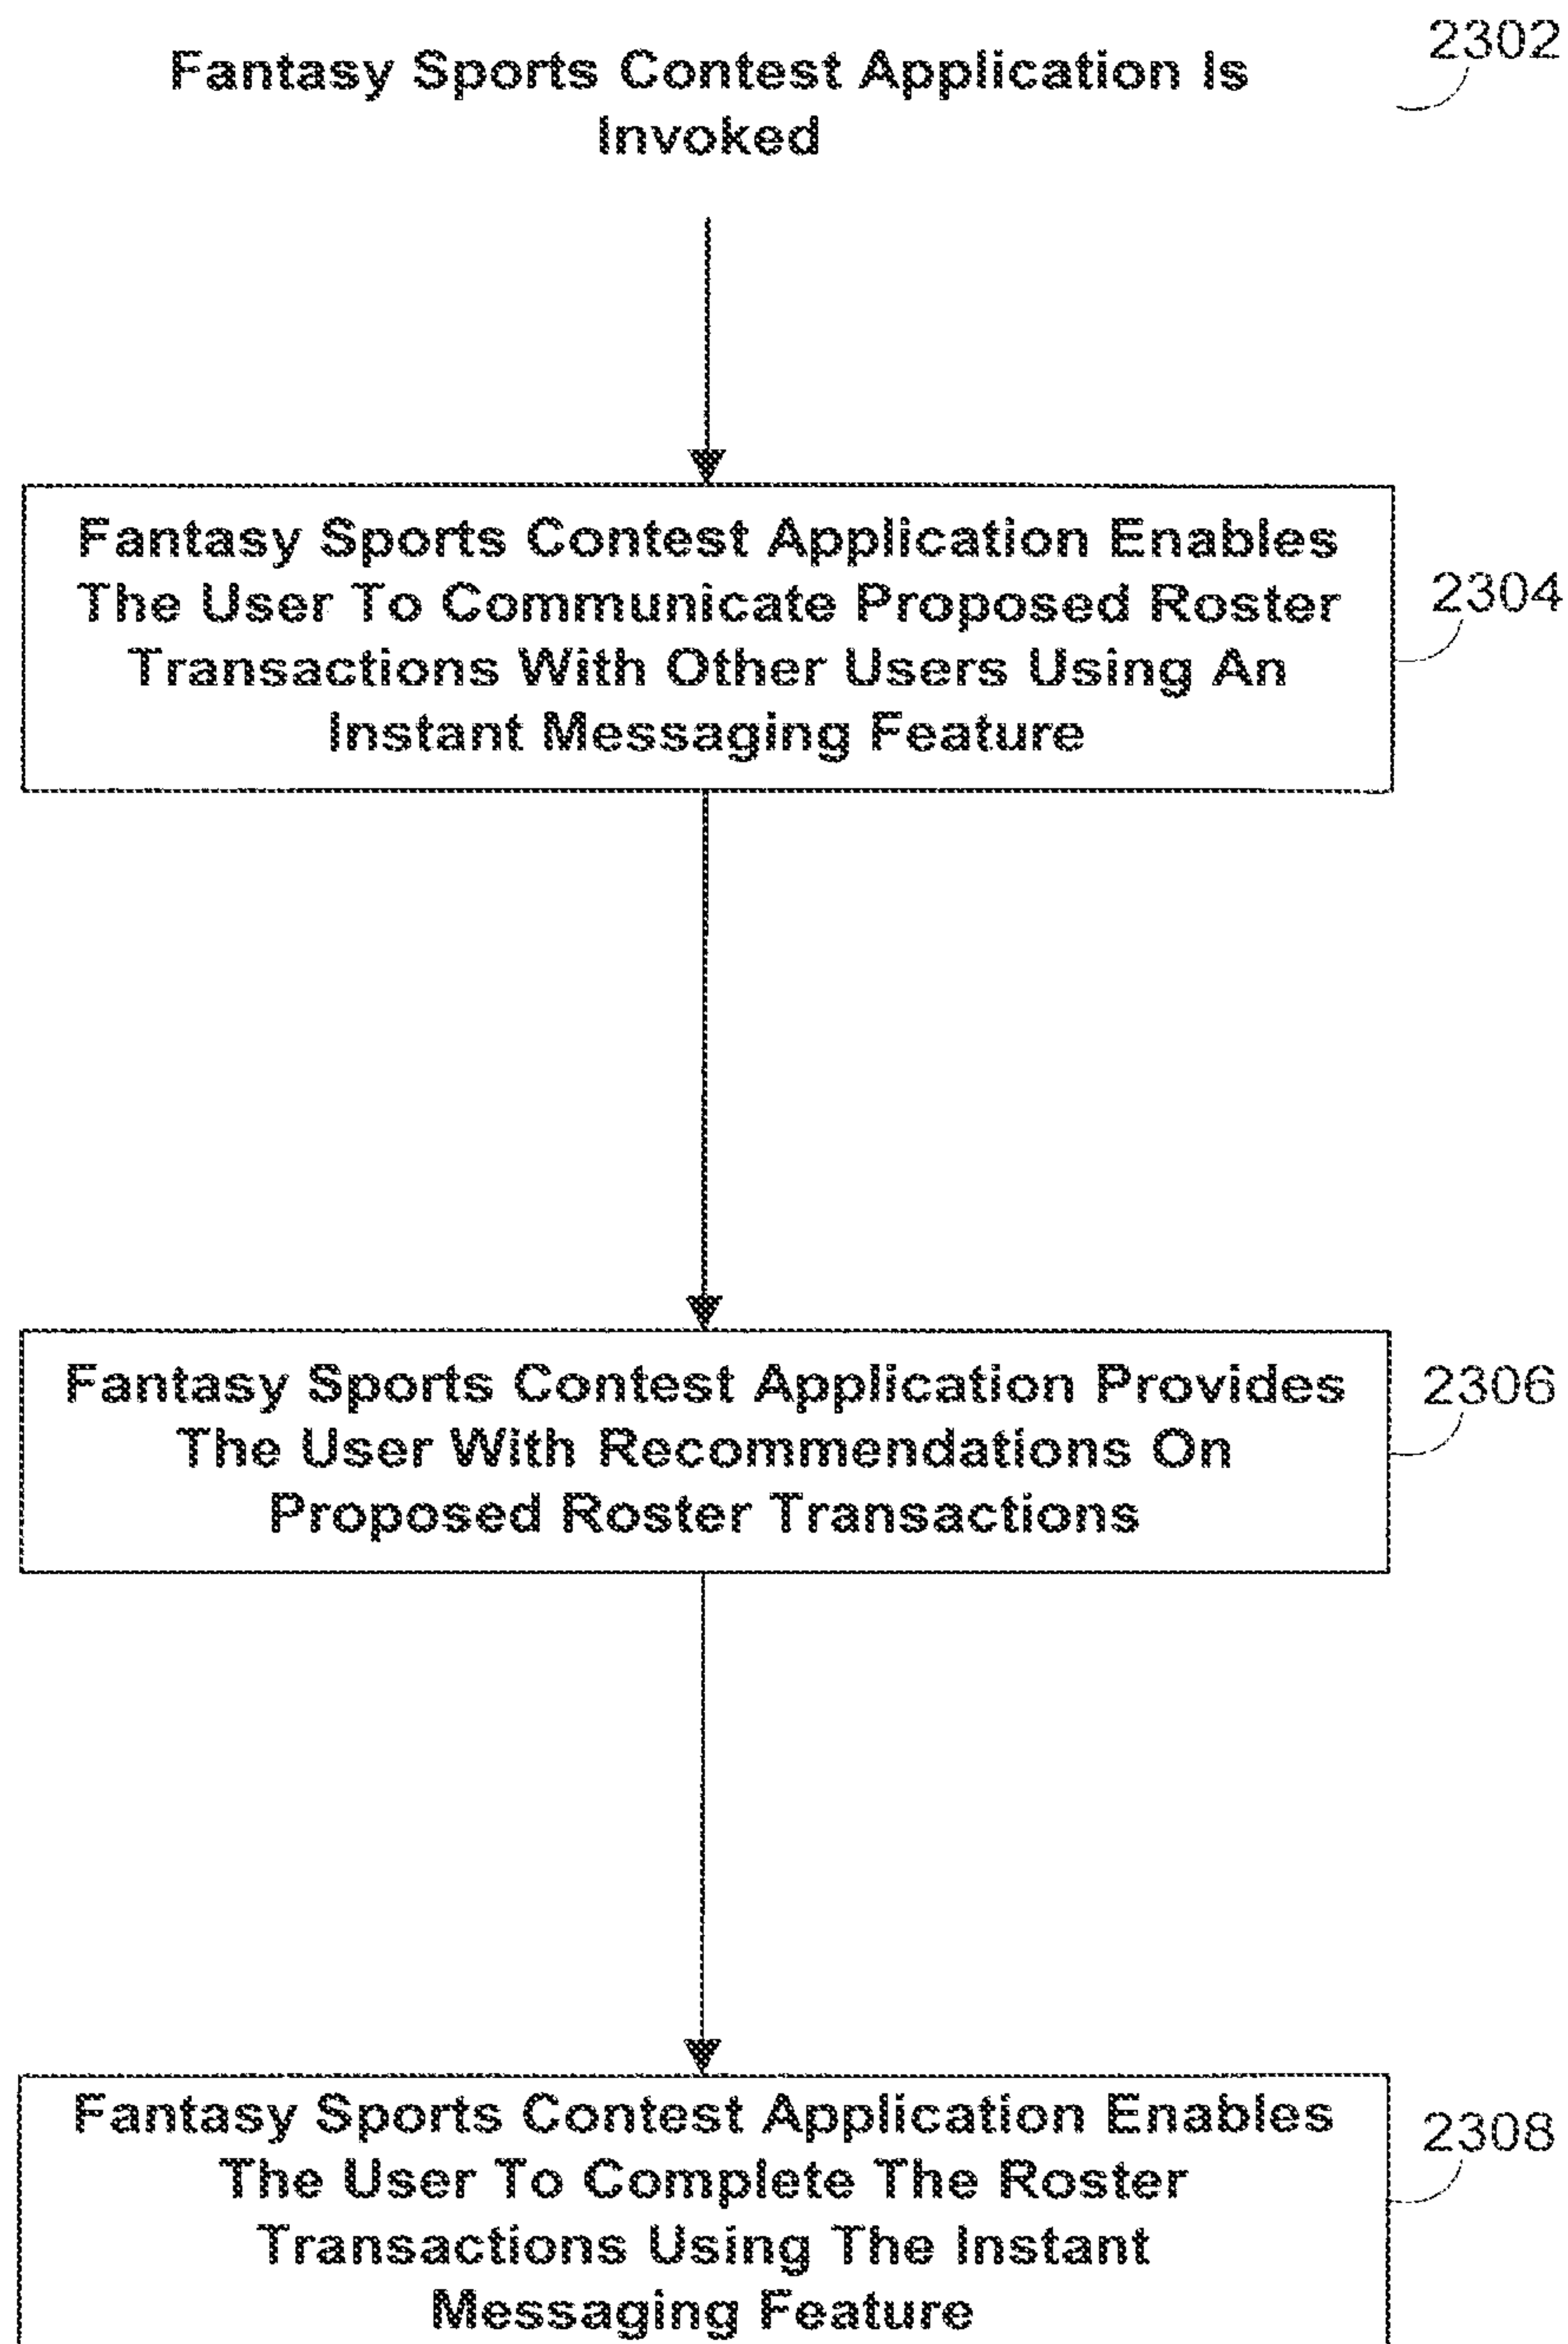 Fantasy Sports Contest Application Is
Invoked
2302
Fantasy Sports Contest Application Enables
The User To Communicate Proposed Roster
Transactions With Other Users Using An
Instant Messaging Feature
2304
Fantasy Sports Contest Application Provides
The User With Recommendations On
Proposed Roster Transactions
2306
Fantasy Sports Contest Application Enables
The User To Complete The Roster
Transactions Using The Instant
Messaging Feature
2308